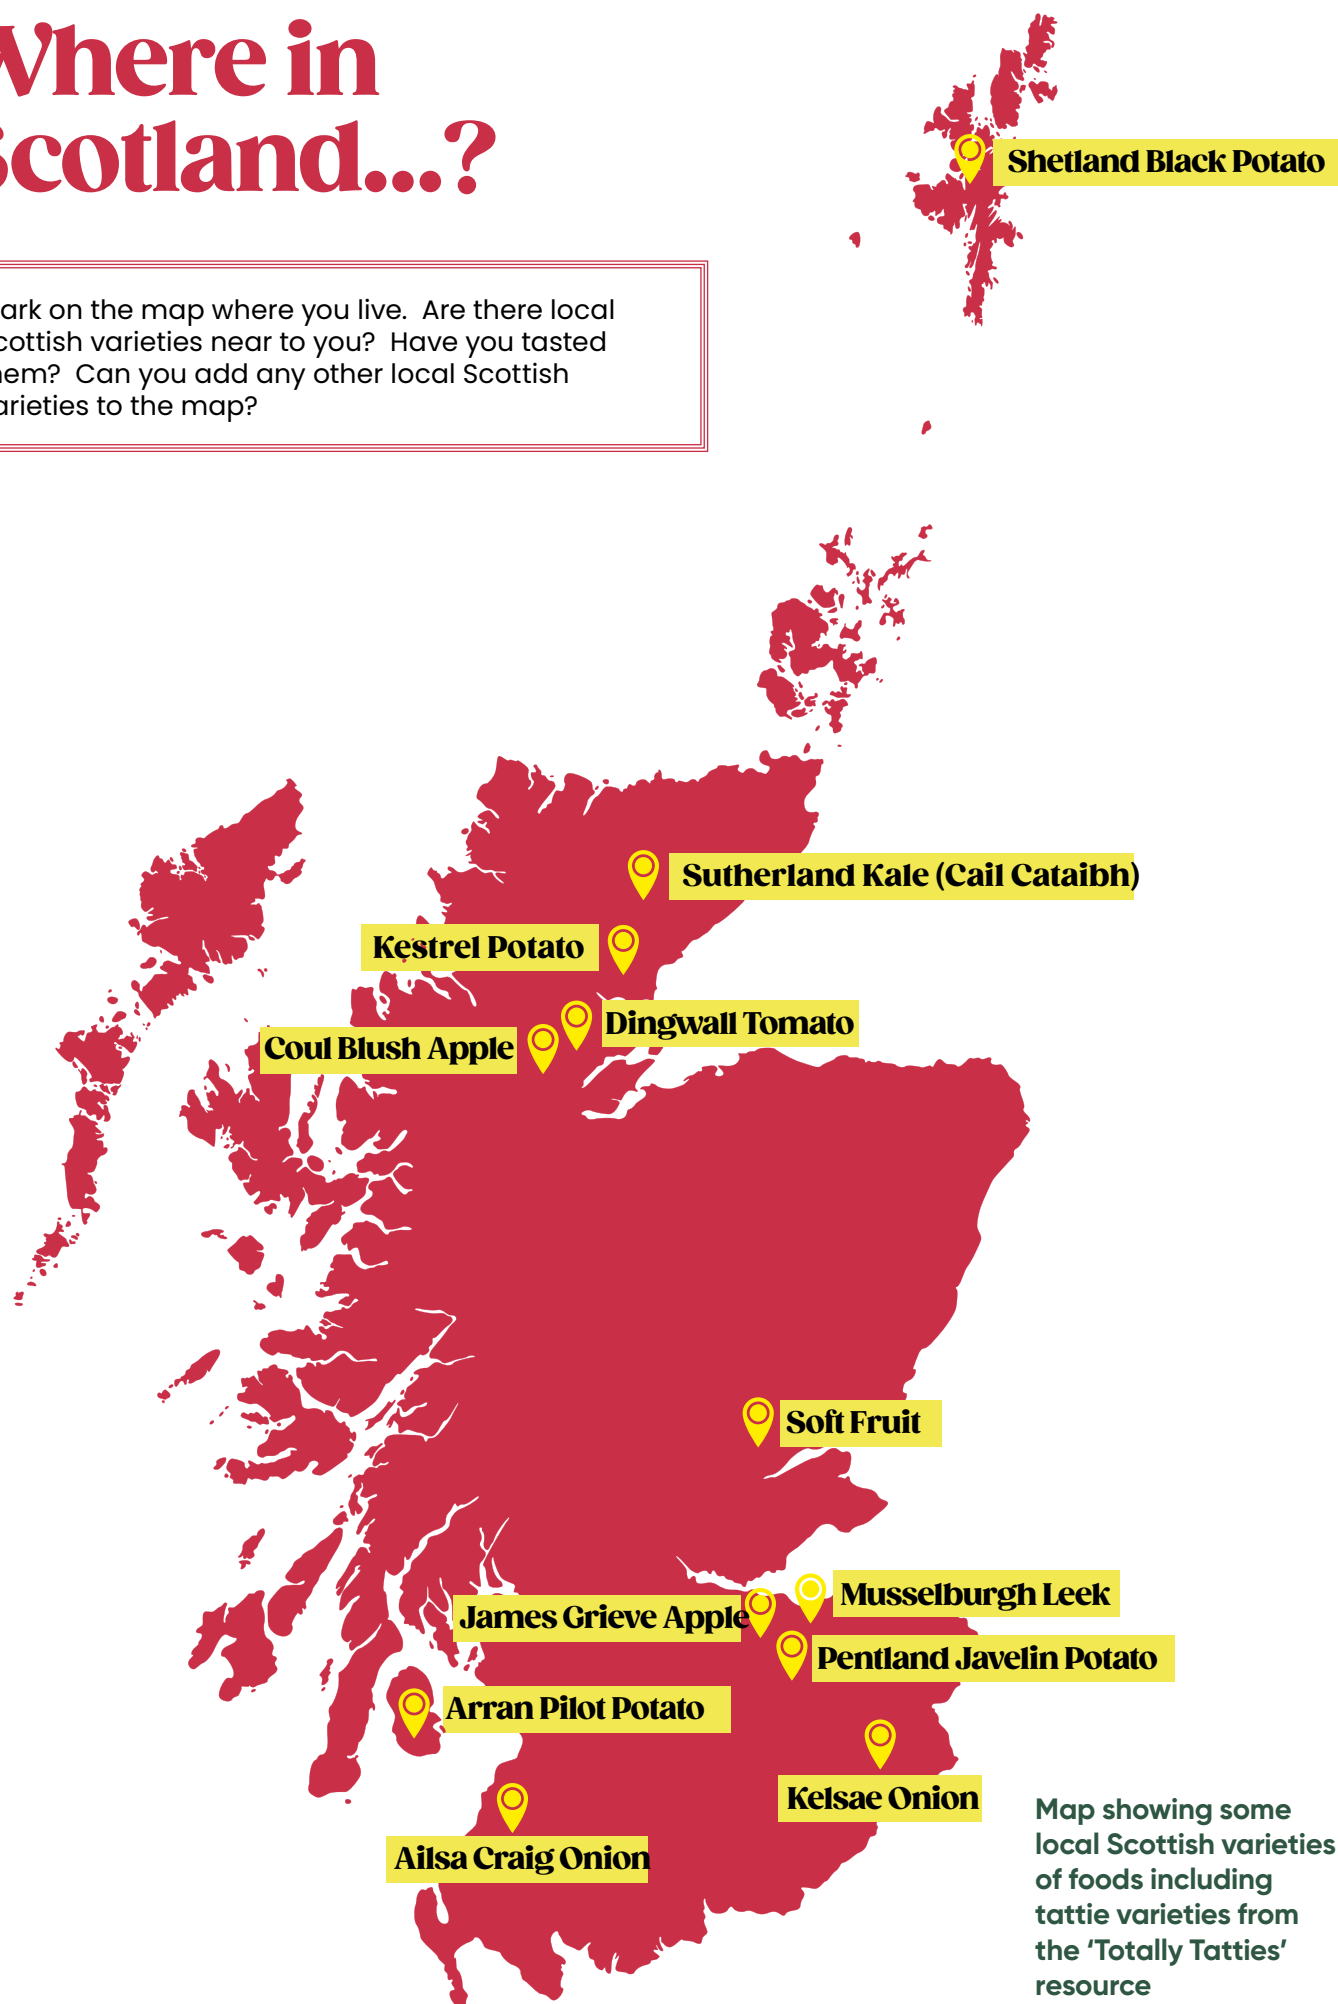 Where in
Scotland...?
Shetland Black Potato
ark on the map where you live.  Are there local
cottish varieties near to you?  Have you tasted
em?  Can you add any other local Scottish
arieties to the map?
Sutherland Kale (Cail Cataibh)
Kestrel Potato
Dingwall Tomato
Coul Blush Apple
Soft Fruit
Musselburgh Leek
James Grieve Apple
Pentland Javelin Potato
Arran Pilot Potato
Kelsae Onion
Ailsa Craig Onion
Map showing some
local Scottish varieties
of foods including
tattie varieties from
the ‘Totally Tatties’
resource